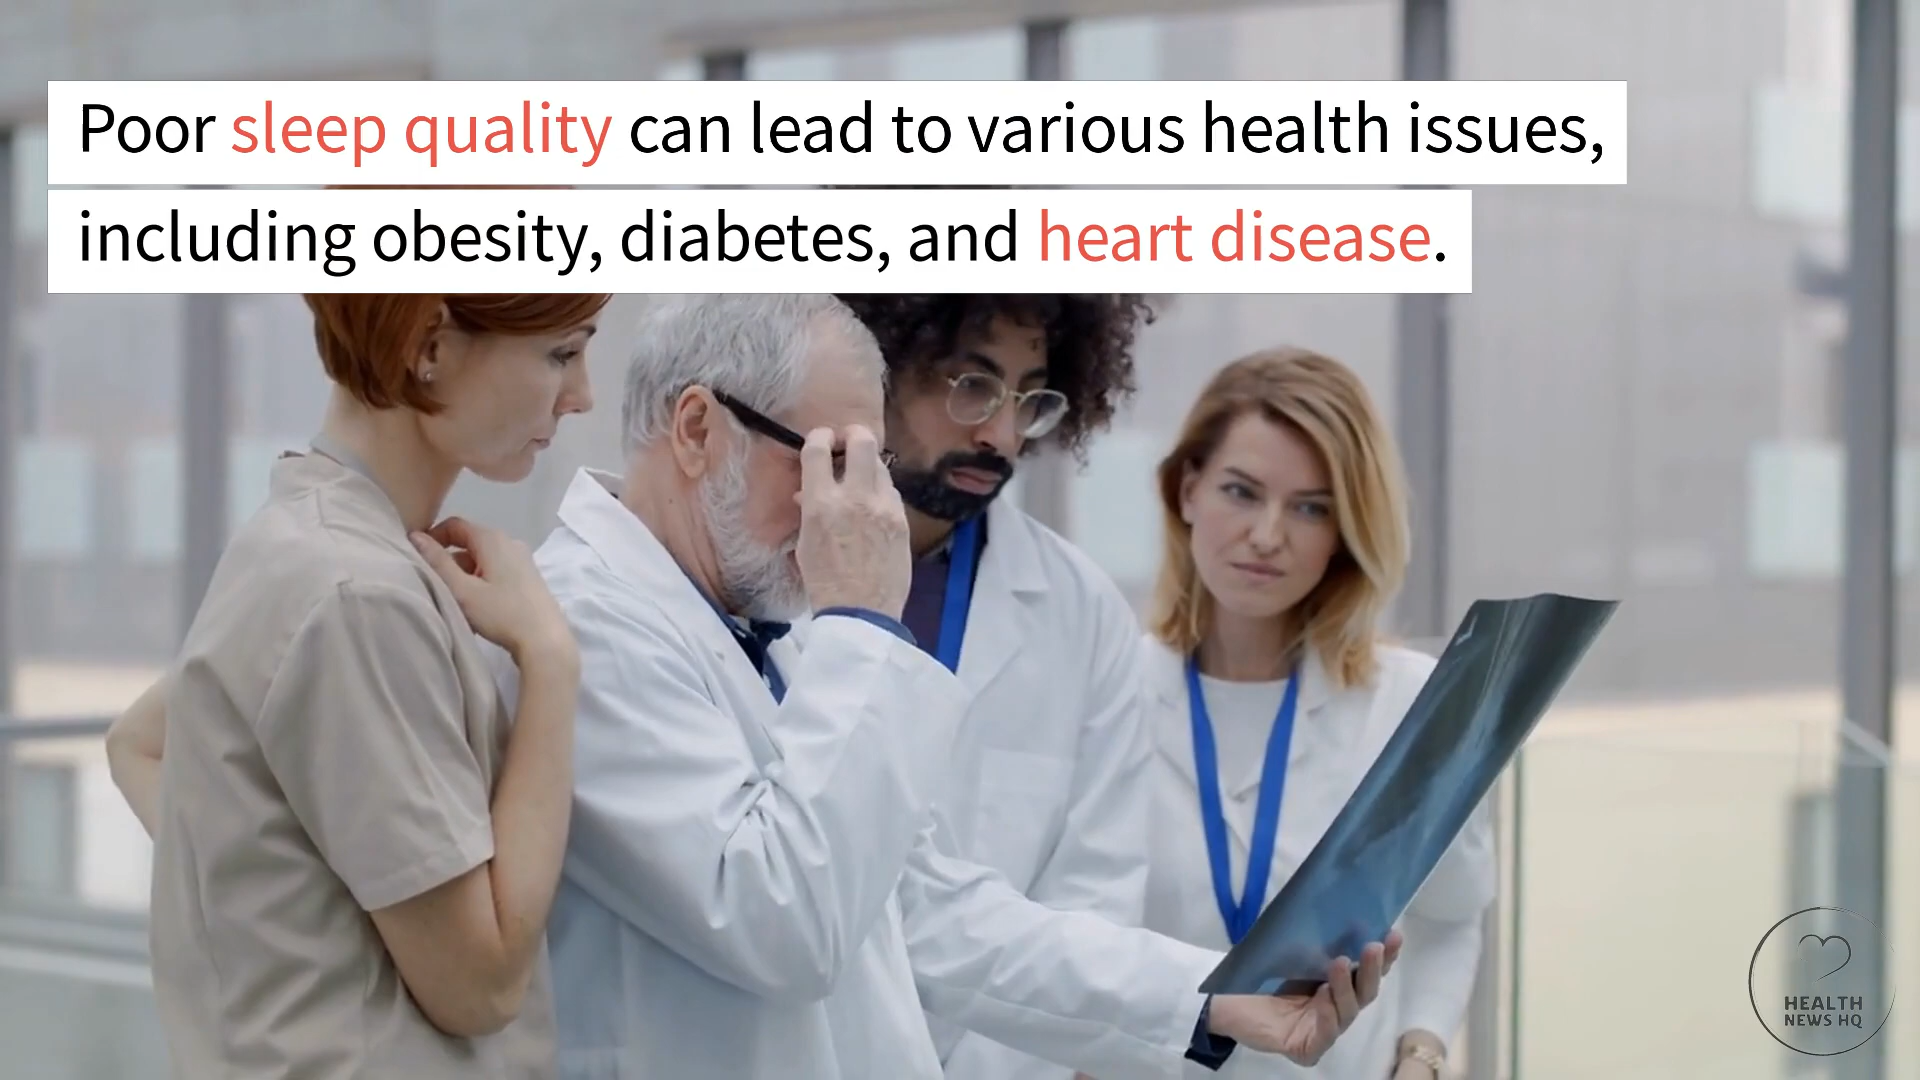 Poor sleep quality can lead to various health issues,
including obesity, diabetes, and heart disease.
HEALTH
NEWS HQ